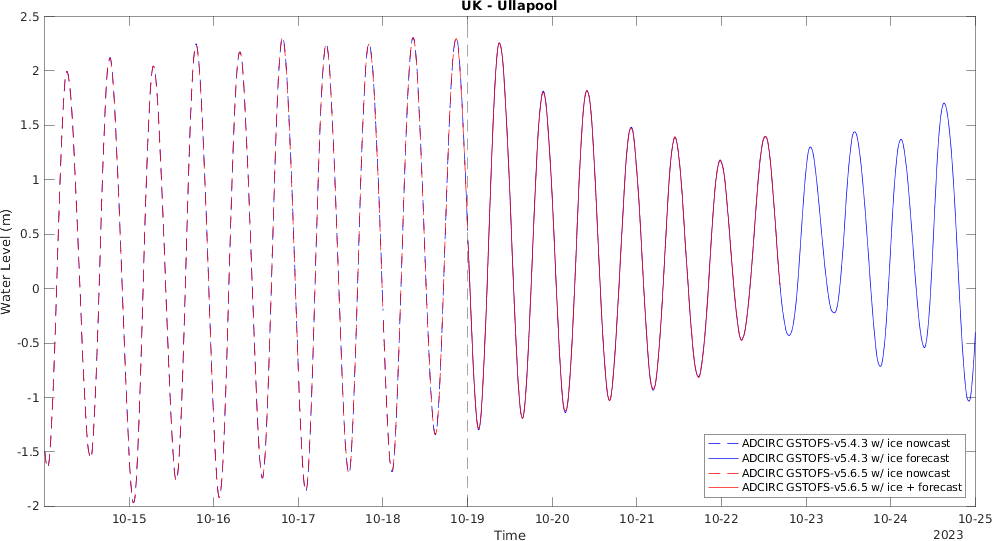 UK - Ullapool
2.5
2
1.5
1
0.5
0
-0.5
-1
-1.5
-2
Water Level (m)
ADCIRC GSTOFS-v5.4.3 w/ ice nowcast
ADCIRC GSTOFS-v5.4.3 w/ ice forecast
ADCIRC GSTOFS-v5.6.5 w/ ice nowcast
ADCIRC GSTOFS-v5.6.5 w/ ice + forecast
10-15 10-16 10-17 10-18 10-19 10-20 10-21 10-22 10-23 10-24 10-25
Time
2023